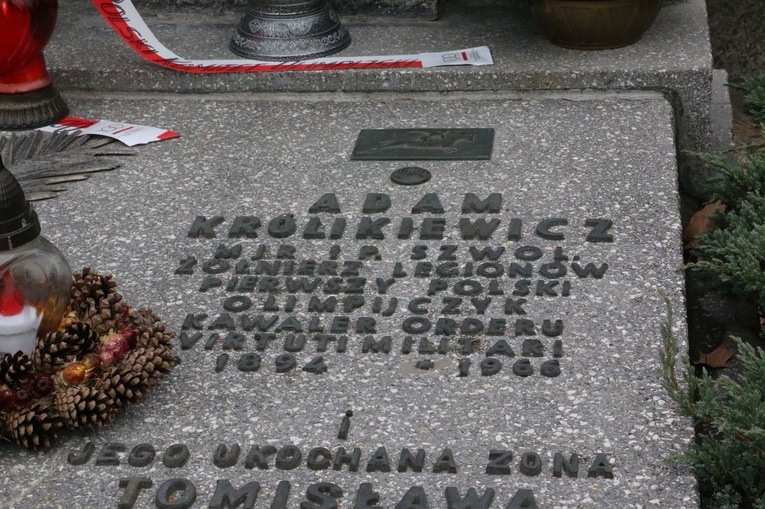 ADAM
KRÓLIKIEWICZ
MJR I P. SZWOL.
ŻOŁNIERZ LEGIONÓW
PIERWSZY POLSKI
OLIMPIJCZYK
KAWALER ORDERU
VIRTUTI MILITARI
1894 * 1966
I
JEGO UKOCHANA ŻONA
TOMISŁAWA